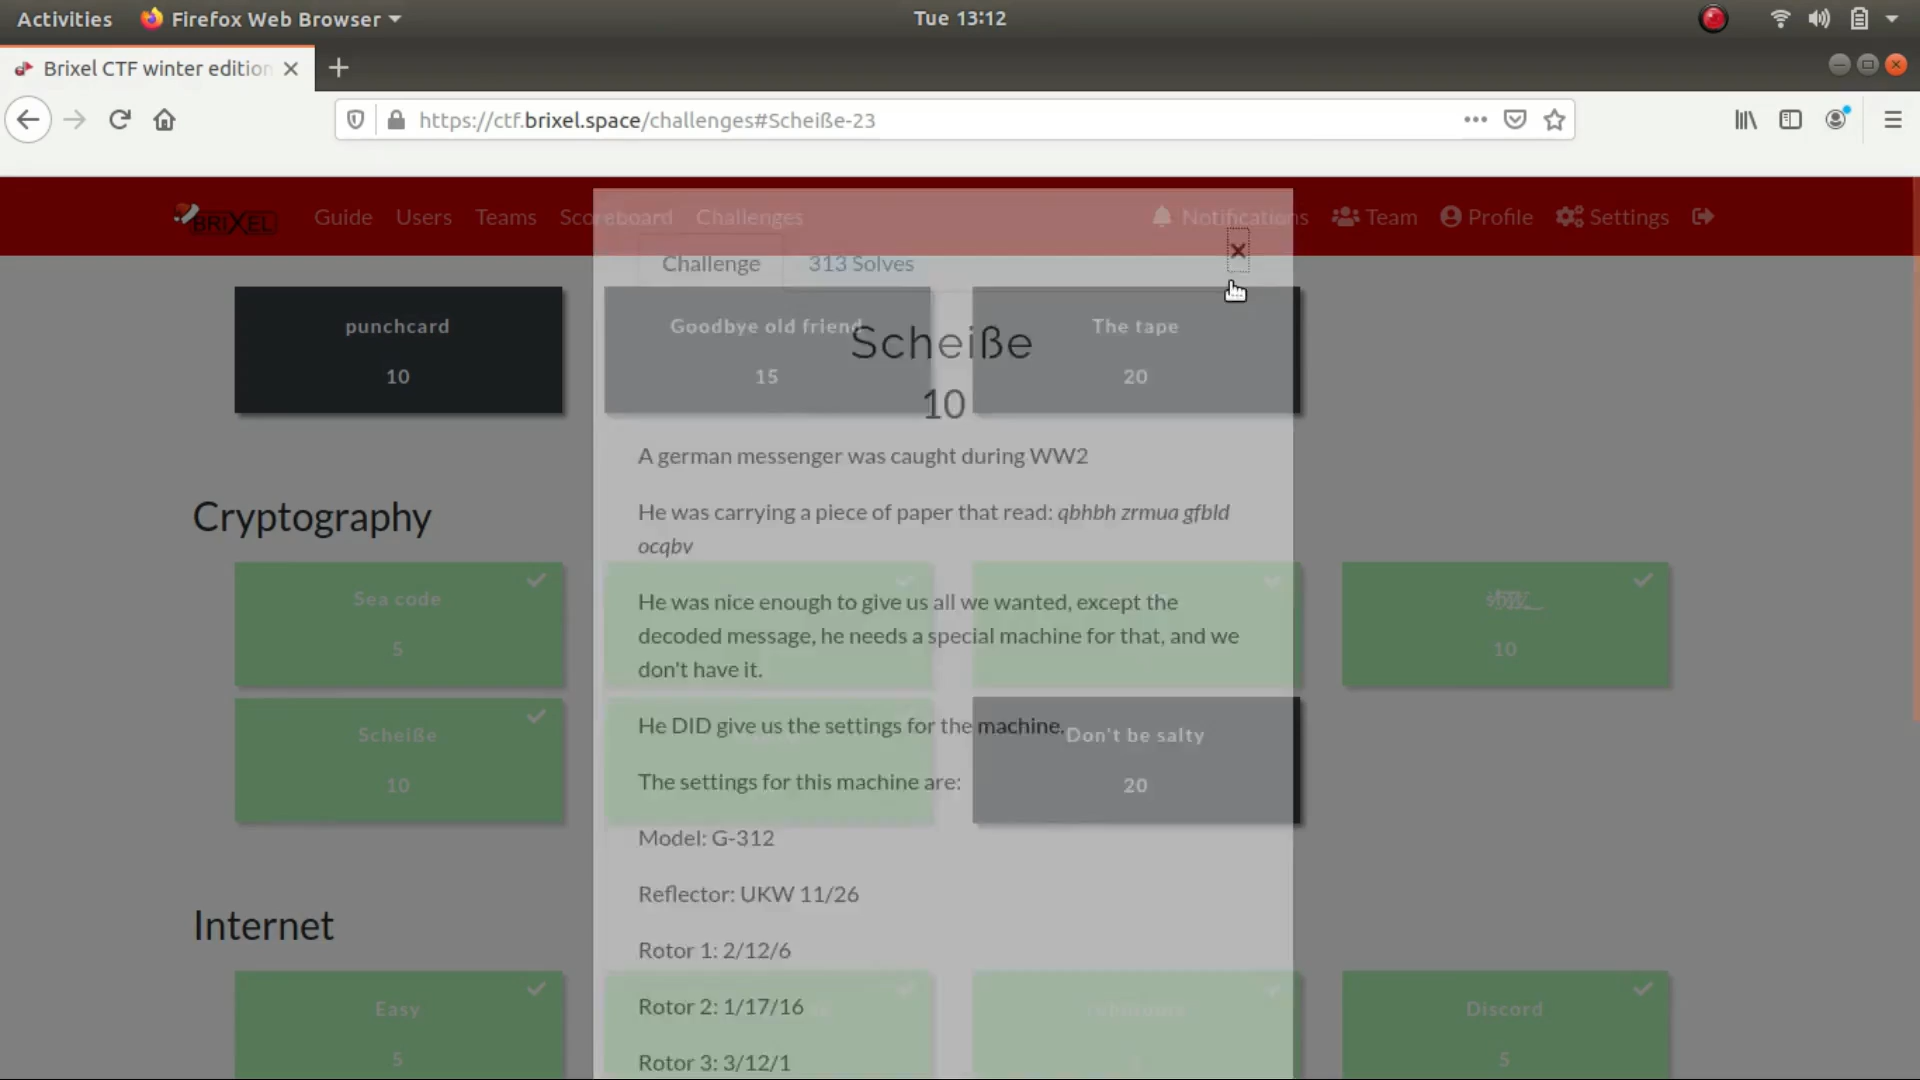 Activities Firefox Web Browser Tue 13:12
Brixel CTF winter edition
https://ctf.brixel.space/challenges#Scheiße-23
BRIXEL Guide Users Teams Scoreboard Challenges Notifications Team Profile Settings
Challenge 313 Solves
punchcard Goodbye old friend The tape
10 15 20
Scheiße
10
A german messenger was caught during WW2
Cryptography
He was carrying a piece of paper that read: qbhbh zrmua gfbld
ocqbv
Sea code
5 10
He was nice enough to give us all we wanted, except the
decoded message, he needs a special machine for that, and we
don't have it.
He DID give us the settings for the machine.
Scheiße Don't be salty
10 20
The settings for this machine are:
Model: G-312
Reflector: UKW 11/26
Internet
Rotor 1: 2/12/6
Rotor 2: 1/17/16
Easy Discord
5 5
Rotor 3: 3/12/1